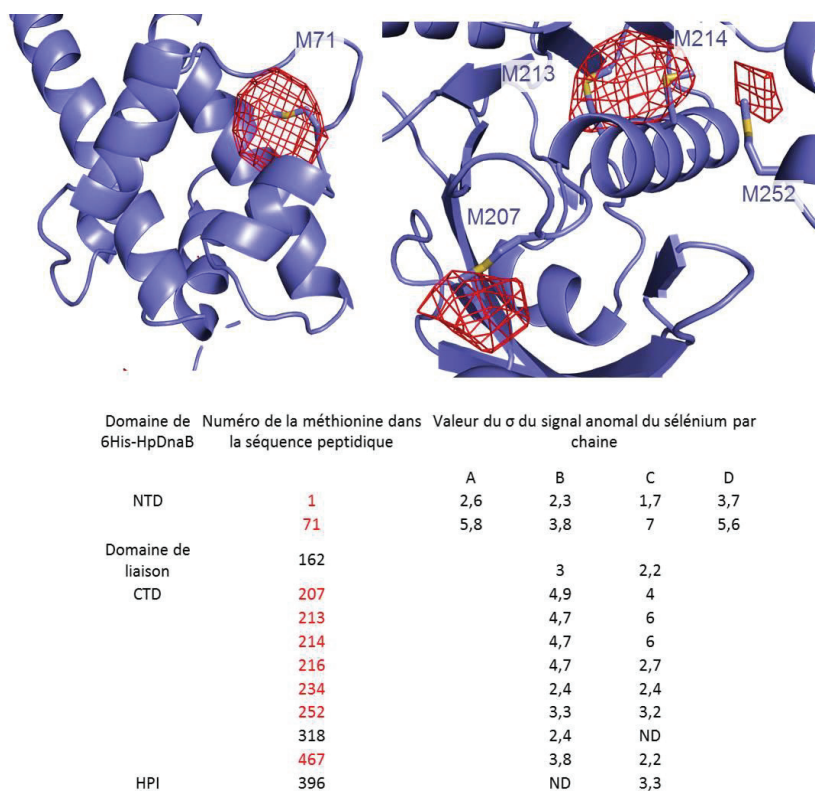 M71
M213
M214
M207
M252
Domaine de 6His-HpDnaB Numéro de la méthionine dans la séquence peptidique Valeur du σ du signal anomal du sélénium par chaine
A B C D
NTD 1 2,6 2,3 1,7 3,7
71 5,8 3,8 7 5,6
Domaine de liaison 162 3 2,2
CTD 207 4,9 4
213 4,7 6
214 4,7 6
216 4,7 2,7
234 2,4 2,4
252 3,3 3,2
318 2,4 ND
467 3,8 2,2
HPI 396 ND 3,3